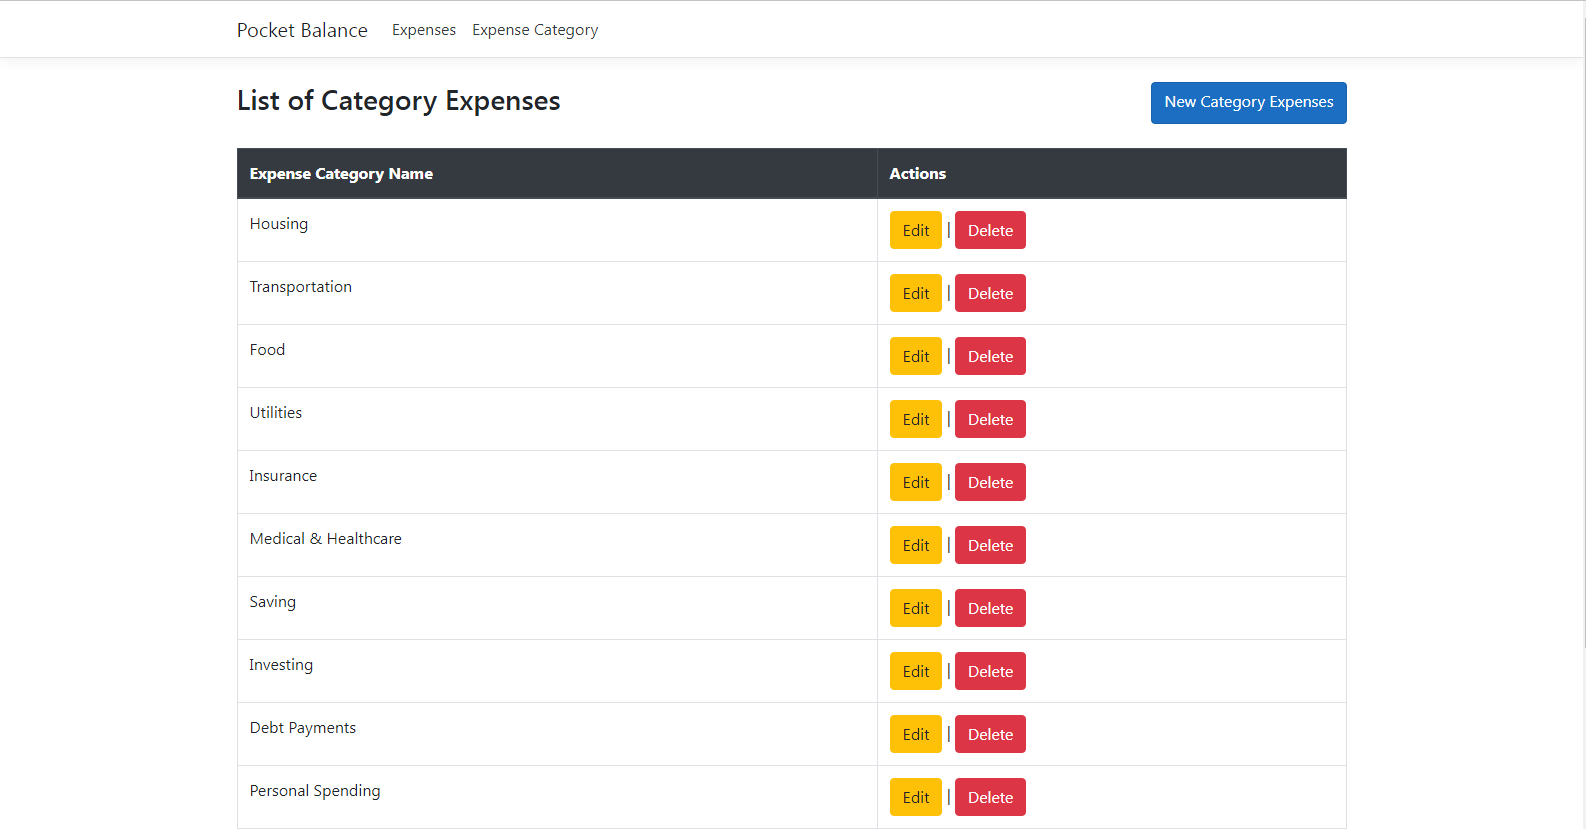 Pocket Balance Expenses Expense Category
List of Category Expenses New Category Expenses
Expense Category Name Actions
Housing Edit | Delete
Transportation Edit | Delete
Food Edit | Delete
Utilities Edit | Delete
Insurance Edit | Delete
Medical & Healthcare Edit | Delete
Saving Edit | Delete
Investing Edit | Delete
Debt Payments Edit | Delete
Personal Spending Edit | Delete